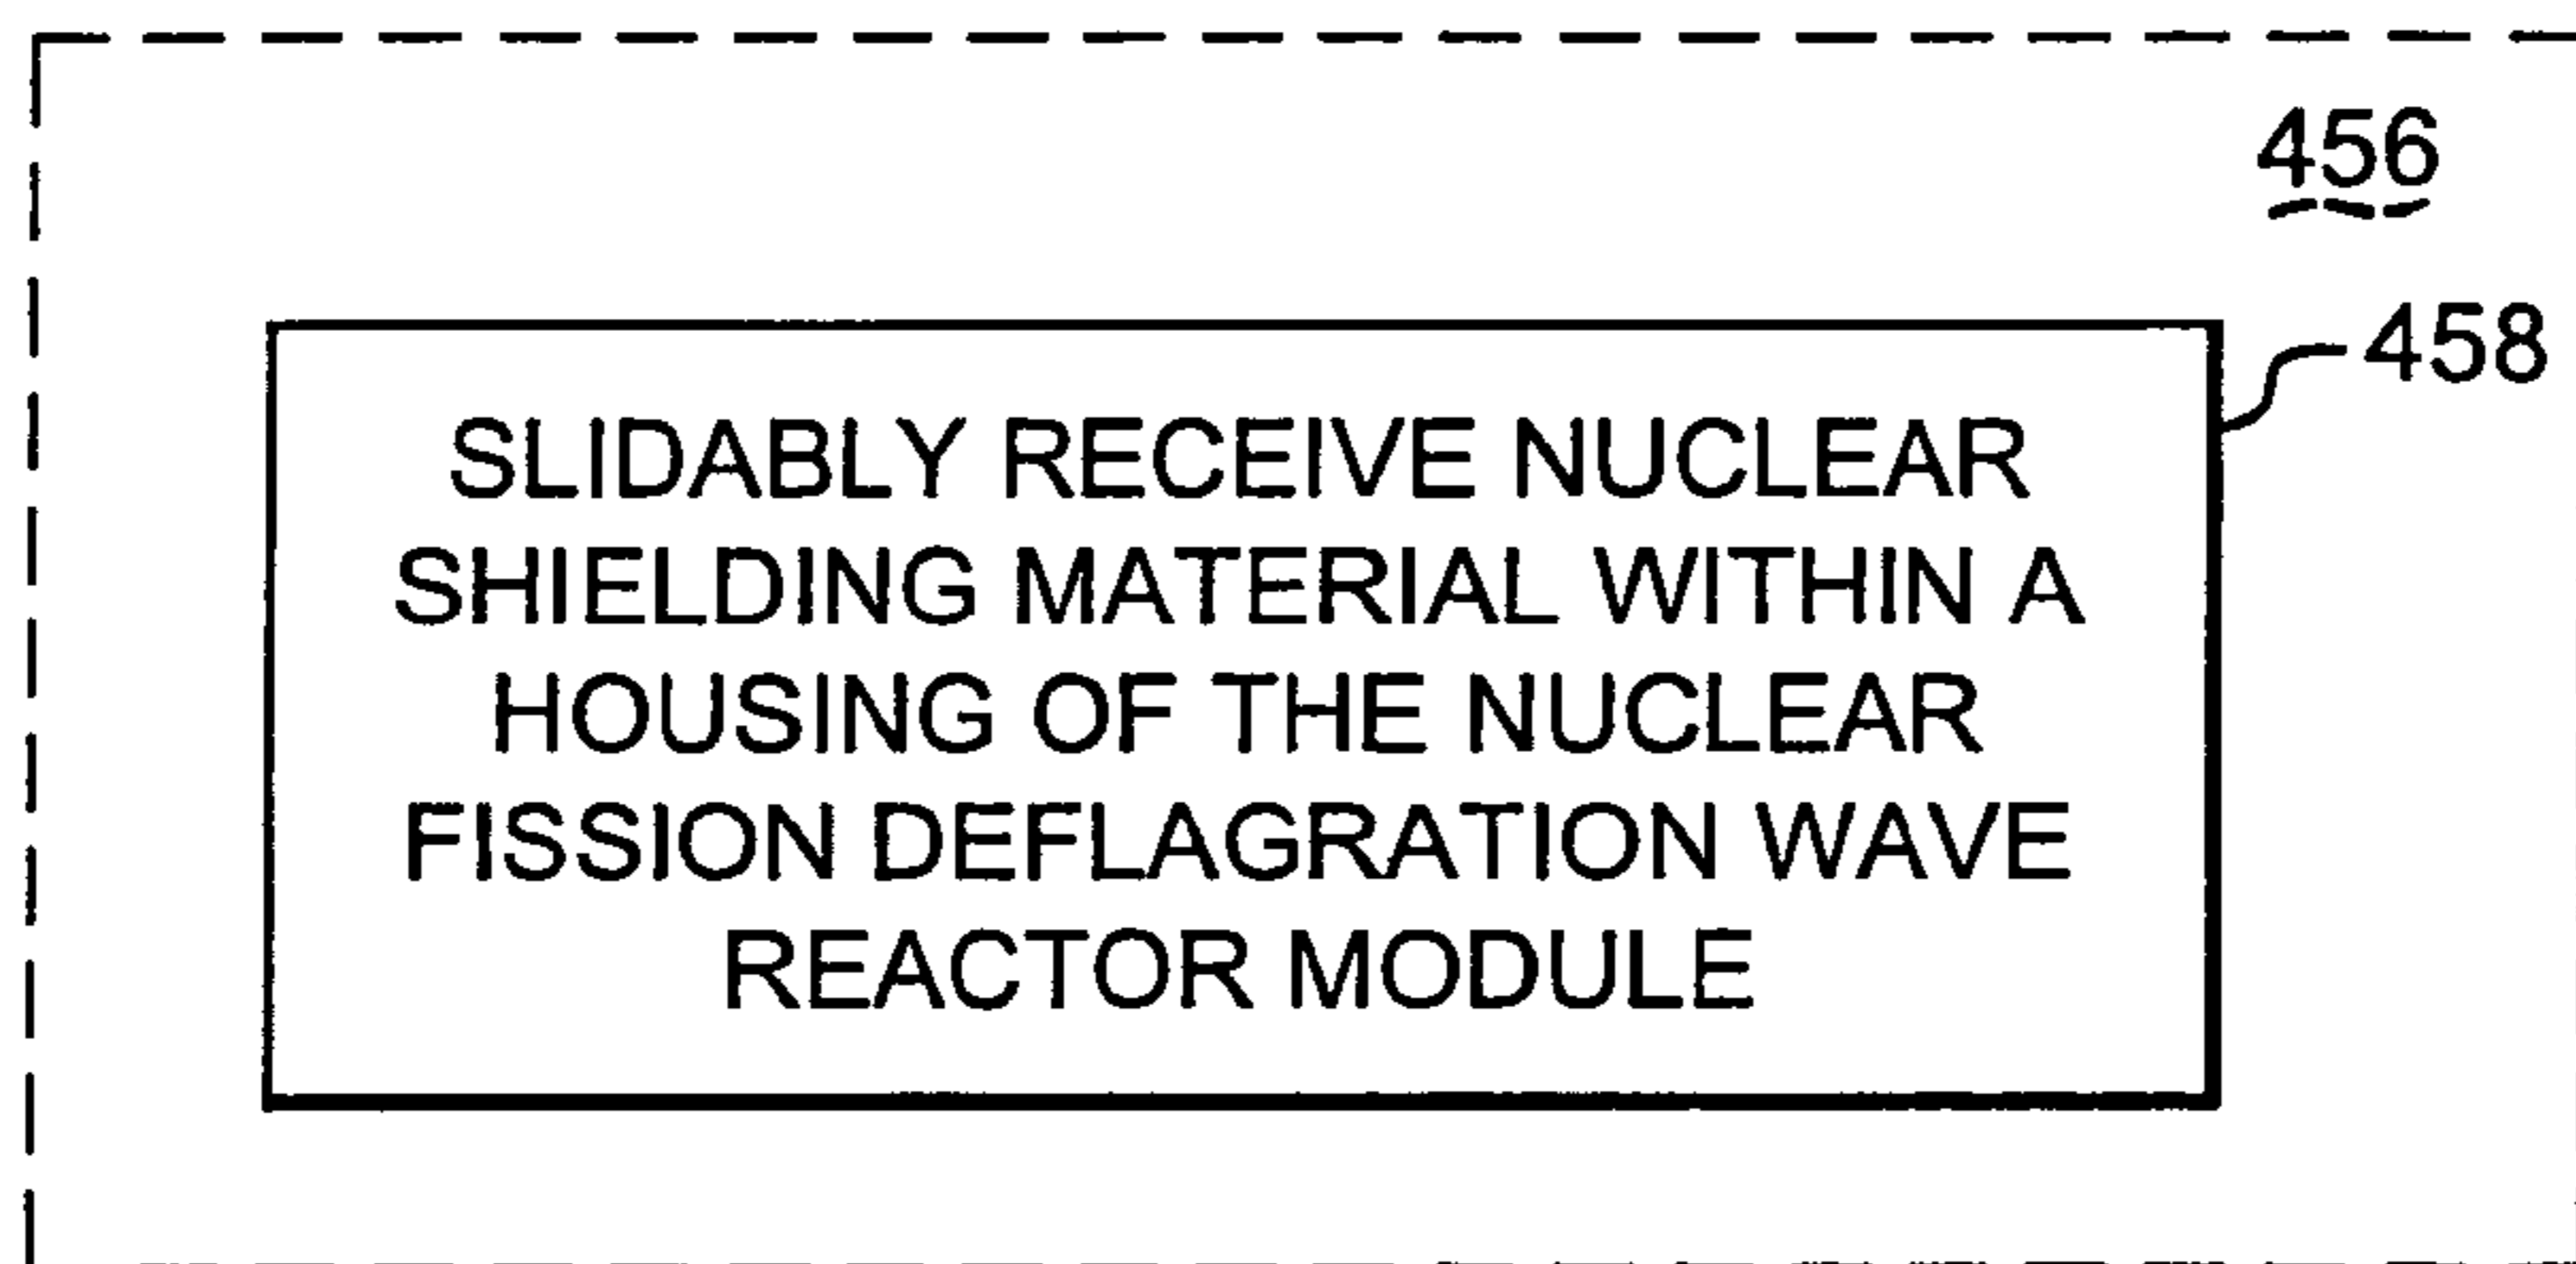 456
458
SLIDABLY RECEIVE NUCLEAR
SHIELDING MATERIAL WITHIN A
HOUSING OF THE NUCLEAR
FISSION DEFLAGRATION WAVE
REACTOR MODULE